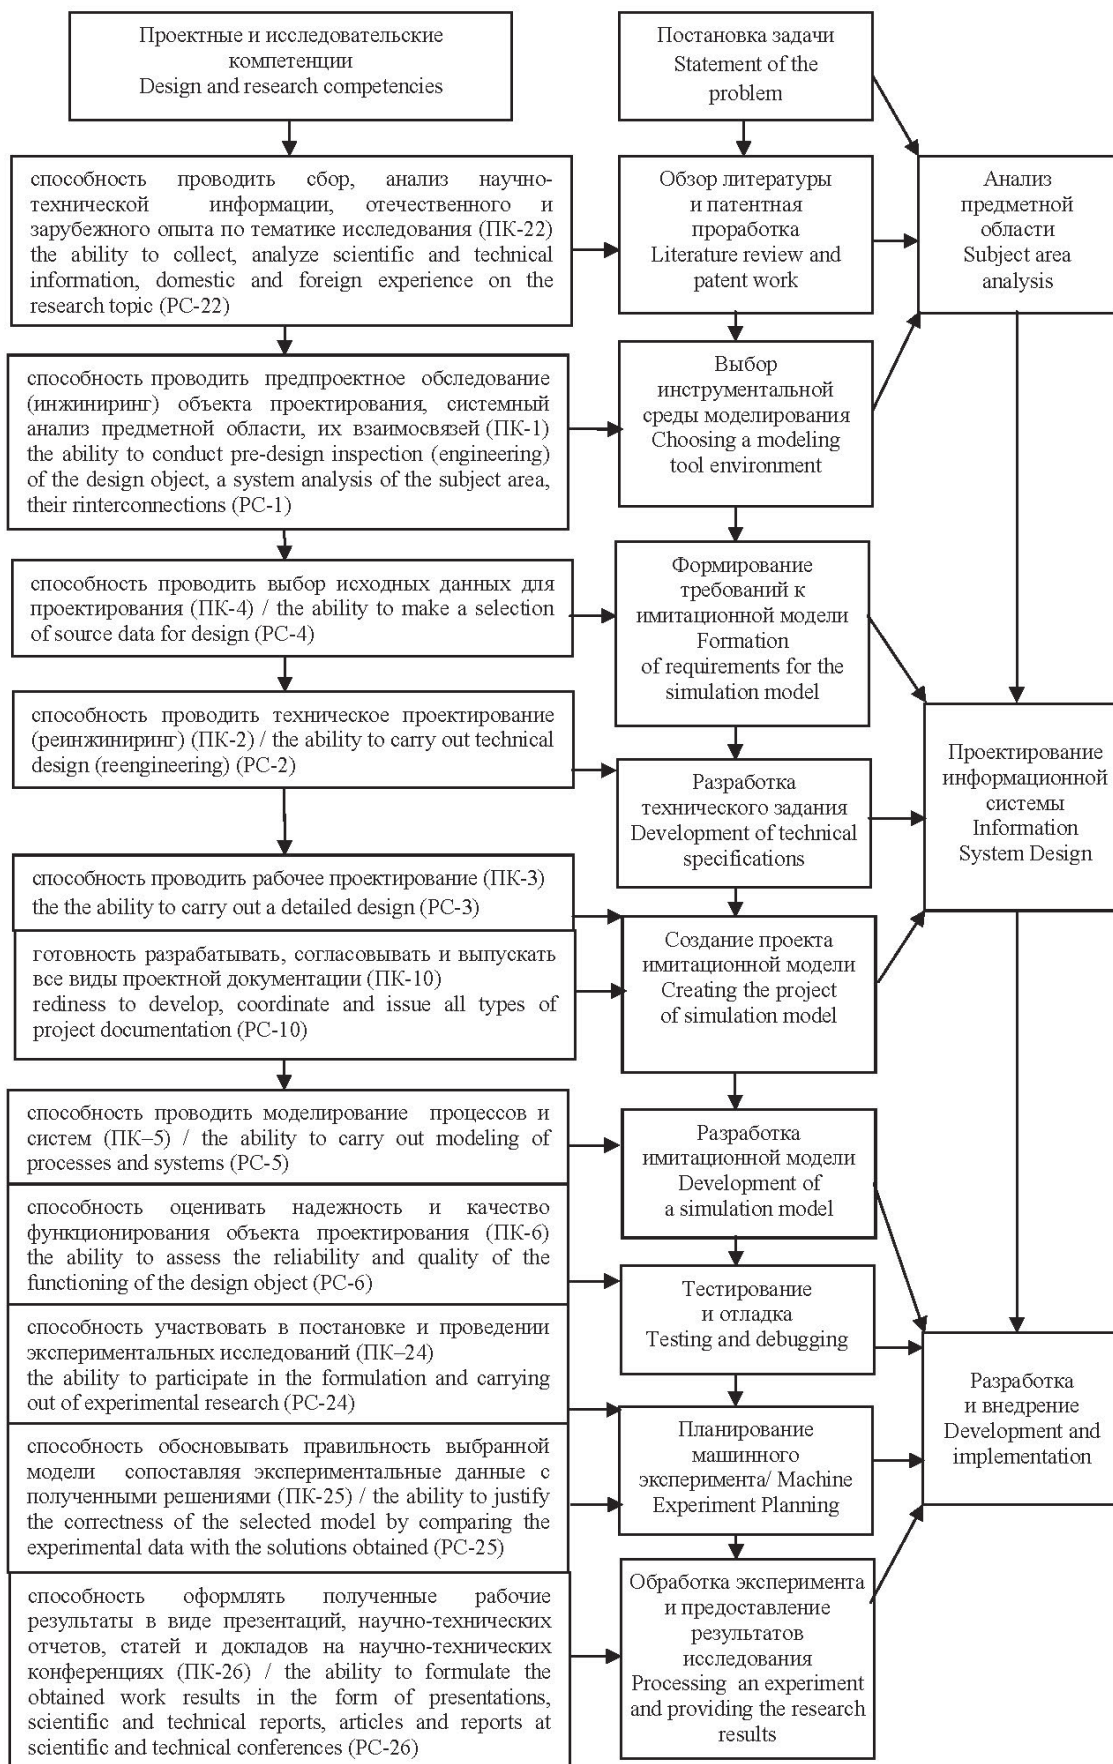 Проектные и исследовательские
компетенции
Design and research competencies
способность проводить сбор, анализ научно-
технической информации, отечественного и
зарубежного опыта по тематике исследования (ПК-22)
the ability to collect, analyze scientific and technical
information, domestic and foreign experience on the
research topic (PC-22)
способность проводить предпроектное обследование
(инжиниринг) объекта проектирования, системный
анализ предметной области, их взаимосвязей (ПК-1)
the ability to conduct pre-design inspection (engineering)
of the design object, a system analysis of the subject area,
their rinterconnections (PC-1)
способность проводить выбор исходных данных для
проектирования (ПК-4) / the ability to make a selection
of source data for design (PC-4)
способность проводить техническое проектирование
(реинжиниринг) (ПК-2) / the ability to carry out technical
design (reengineering) (PC-2)
способность проводить рабочее проектирование (ПК-3)
the the ability to carry out a detailed design (PC-3)
готовность разрабатывать, согласовывать и выпускать
все виды проектной документации (ПК-10)
rediness to develop, coordinate and issue all types of
project documentation (PC-10)
способность проводить моделирование процессов и
систем (ПК–5) / the ability to carry out modeling of
processes and systems (PC-5)
способность оценивать надежность и качество
функционирования объекта проектирования (ПК-6)
the ability to assess the reliability and quality of the
functioning of the design object (PC-6)
способность участвовать в постановке и проведении
экспериментальных исследований (ПК–24)
the ability to participate in the formulation and carrying
out of experimental research (PC-24)
способность обосновывать правильность выбранной
модели сопоставляя экспериментальные данные с
полученными решениями (ПК-25) / the ability to justify
the correctness of the selected model by comparing the
experimental data with the solutions obtained (PC-25)
способность оформлять полученные рабочие
результаты в виде презентаций, научно-технических
отчетов, статей и докладов на научно-технических
конференциях (ПК-26) / the ability to formulate the
obtained work results in the form of presentations,
scientific and technical reports, articles and reports at
scientific and technical conferences (PC-26)
Постановка задачи
Statement of the
problem
Обзор литературы
и патентная
проработка
Literature review and
patent work
Выбор
инструментальной
среды моделирования
Choosing a modeling
tool environment
Формирование
требований к
имитационной модели
Formation
of requirements for the
simulation model
Разработка
технического задания
Development of technical
specifications
Создание проекта
имитационной модели
Creating the project
of simulation model
Разработка
имитационной модели
Development of
a simulation model
Тестирование
и отладка
Testing and debugging
Планирование
машинного
эксперимента/ Machine
Experiment Planning
Обработка эксперимента
и предоставление
результатов
исследования
Processing an experiment
and providing the research
results
Анализ
предметной
области
Subject area
analysis
Проектирование
информационной
системы
Information
System Design
Разработка
и внедрение
Development and
implementation